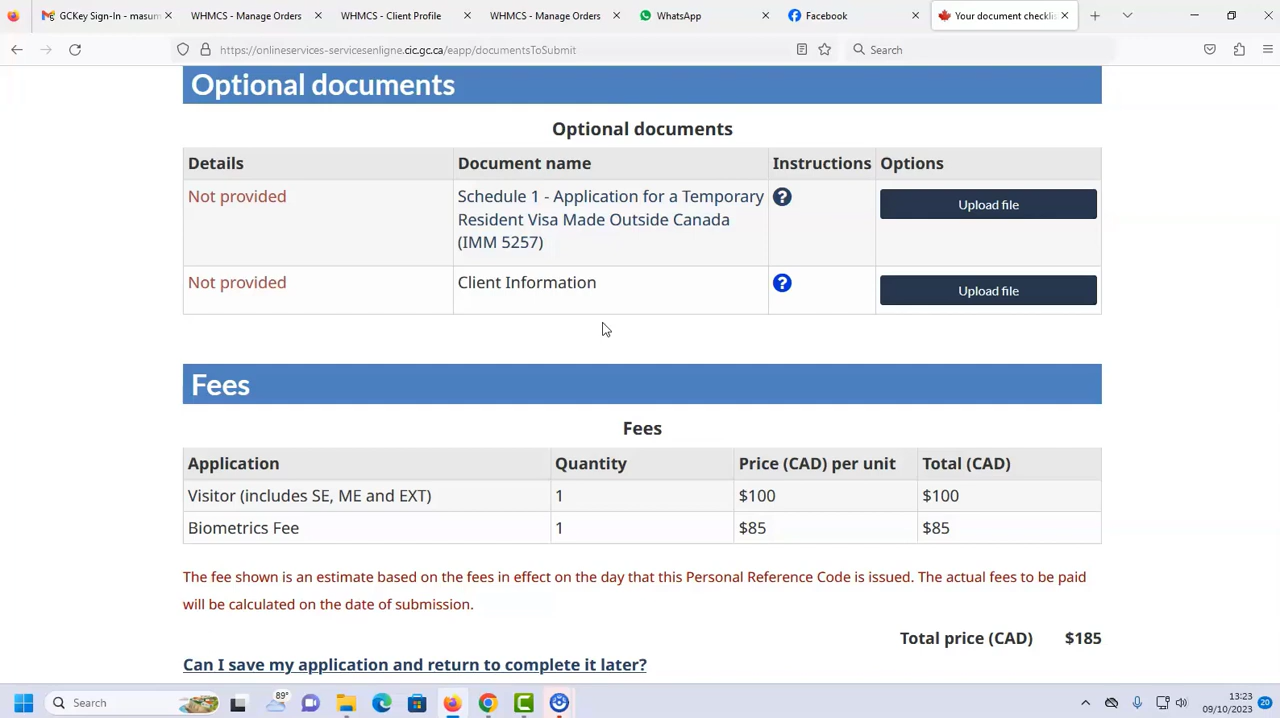 GCKey Sign-In - masum
WHMCS - Manage Orders
WHMCS - Client Profile
WHMCS - Manage Orders
WhatsApp
Facebook
Your document checklis
https://onlineservices-servicesenligne.cic.gc.ca/eapp/documentsToSubmit
Search
Optional documents
Optional documents
Details Document name Instructions Options
Not provided
Schedule 1 - Application for a Temporary
Resident Visa Made Outside Canada
(IMM 5257)
?
Upload file
Not provided Client Information ? Upload file
Fees
Fees
Application Quantity Price (CAD) per unit Total (CAD)
Visitor (includes SE, ME and EXT) 1 $100 $100
Biometrics Fee 1 $85 $85
The fee shown is an estimate based on the fees in effect on the day that this Personal Reference Code is issued. The actual fees to be paid
will be calculated on the date of submission.
Total price (CAD) $185
Can I save my application and return to complete it later?
Search
89°
13:23
09/10/2023
20